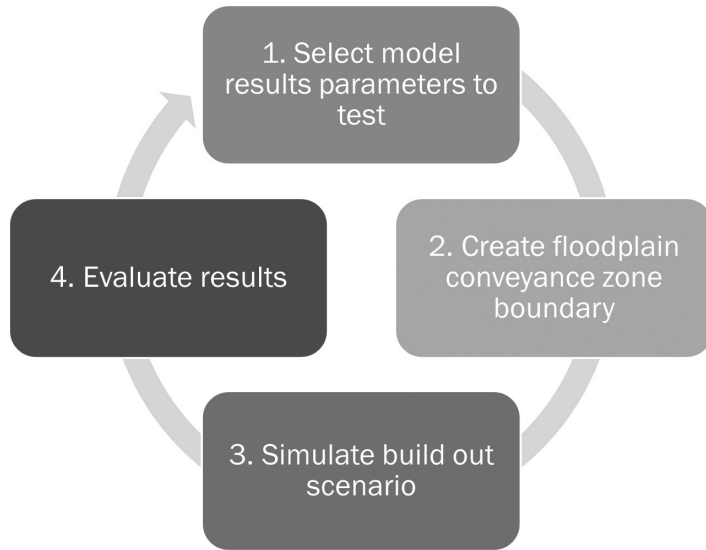 1. Select model
results parameters to
test
2. Create floodplain
conveyance zone
boundary
3. Simulate build out
scenario
4. Evaluate results